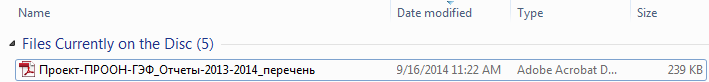 Name Date modified Type Size
Files Currently on the Disc (5)
Проект-ПРООН-ГЭФ_Отчеты-2013-2014_перечень 9/16/2014 11:22 AM Adobe Acrobat D... 239 KB